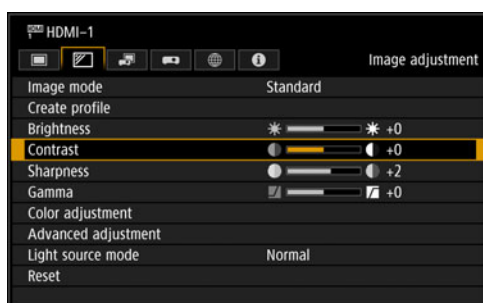 HDMI-1
Image adjustment
Image mode Standard
Create profile
Brightness +0
Contrast +0
Sharpness +2
Gamma +0
Color adjustment
Advanced adjustment
Light source mode Normal
Reset